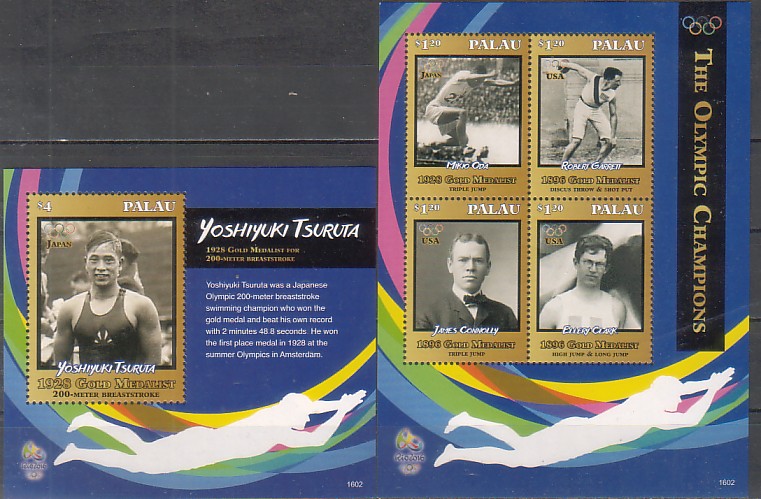 $4 PALAU
JAPAN
YOSHIYUKI TSURUTA
1928 GOLD MEDALIST
200-METER BREASTSTROKE
YOSHIYUKI TSURUTA
1928 GOLD MEDALIST FOR
200-METER BREASTSTROKE
Yoshiyuki Tsuruta was a Japanese
Olympic 200-meter breaststroke
swimming champion who won the
gold medal and beat his own record
with 2 minutes 48.8 seconds. He won
the first place medal in 1928 at the
summer Olympics in Amsterdam.
1602
$1.20 PALAU
JAPAN
MIKIO ODA
1928 GOLD MEDALIST
TRIPLE JUMP
$1.20 PALAU
USA
ROBERT GARRETT
1896 GOLD MEDALIST
DISCUS THROW & SHOT PUT
$1.20 PALAU
USA
JAMES CONNOLLY
1896 GOLD MEDALIST
TRIPLE JUMP
$1.20 PALAU
USA
ELLERY CLARK
1896 GOLD MEDALIST
HIGH JUMP & LONG JUMP
THE OLYMPIC CHAMPIONS
1602